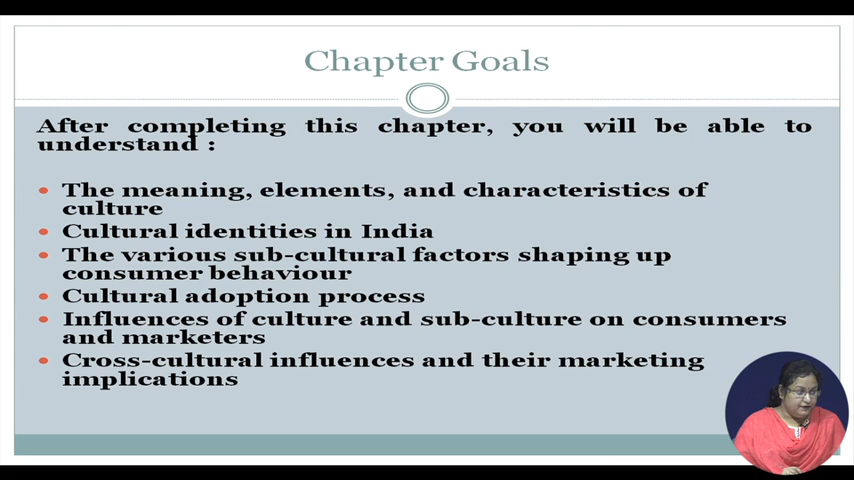 Chapter Goals
After completing this chapter, you will be able to
understand :
The meaning, elements, and characteristics of
culture
Cultural identities in India
The various sub-cultural factors shaping up
consumer behaviour
Cultural adoption process
Influences of culture and sub-culture on consumers
and marketers
Cross-cultural influences and their marketing
implications